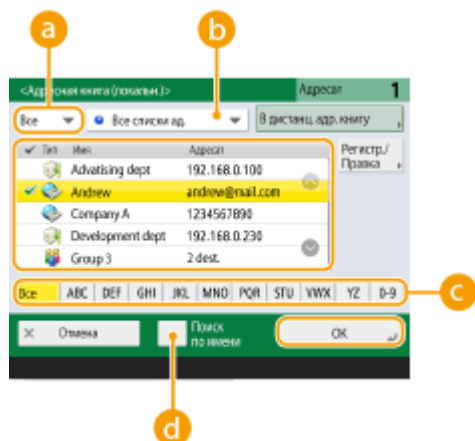 a
b
<Адресная книга (локальн.)> Адресат 1
Все Все списки ад. В дистанц. адр. книгу
Тип Имя Адресат
Регистр./
Правка
Advatising dept 192.168.0.100
Andrew andrew@mail.com
Company A 1234567890
Development dept 192.168.0.230
Group 3 2 dest.
Все ABC DEF GHI JKL MNO PQR STU VWX YZ 0-9
c
Отмена
Поиск
по имени
OK
d